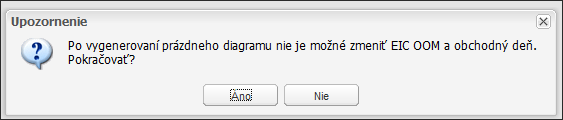 Upozornenie
Po vygenerovaní prázdneho diagramu nie je možné zmeniť EIC OOM a obchodný deň.
Pokračovať?
Áno
Nie